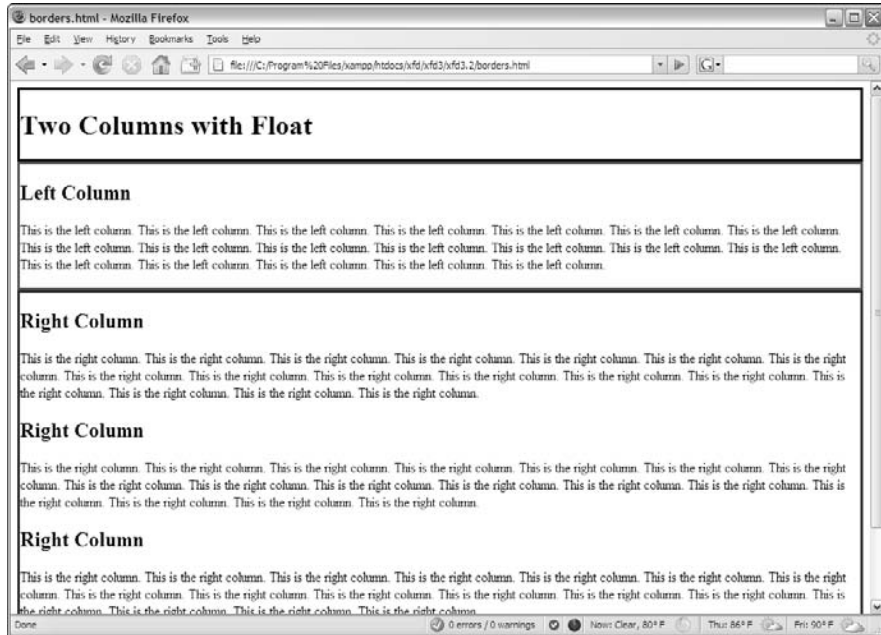 borders.html - Mozilla Firefox
File Edit View History Bookmarks Tools Help
file:///C:/Program%20Files/xampp/htdocs/xfd/xfd3/xfd3.2/borders.html
G
Two Columns with Float
Left Column
This is the left column. This is the left column. This is the left column. This is the left column. This is the left column. This is the left column. This is the left column.
This is the left column. This is the left column. This is the left column. This is the left column. This is the left column. This is the left column. This is the left column.
This is the left column. This is the left column. This is the left column. This is the left column. This is the left column.
Right Column
This is the right column. This is the right column. This is the right column. This is the right column. This is the right column. This is the right column. This is the right
column. This is the right column. This is the right column. This is the right column. This is the right column. This is the right column. This is the right column. This is
the right column. This is the right column. This is the right column. This is the right column.
Right Column
This is the right column. This is the right column. This is the right column. This is the right column. This is the right column. This is the right column. This is the right
column. This is the right column. This is the right column. This is the right column. This is the right column. This is the right column. This is the right column. This is
the right column. This is the right column. This is the right column. This is the right column.
Right Column
This is the right column. This is the right column. This is the right column. This is the right column. This is the right column. This is the right column. This is the right
column. This is the right column. This is the right column. This is the right column. This is the right column. This is the right column. This is the right column. This is
the right column. This is the right column. This is the right column. This is the right column.
Done 0 errors / 0 warnings Now: Clear, 80° F Thu: 86° F Fri: 90° F